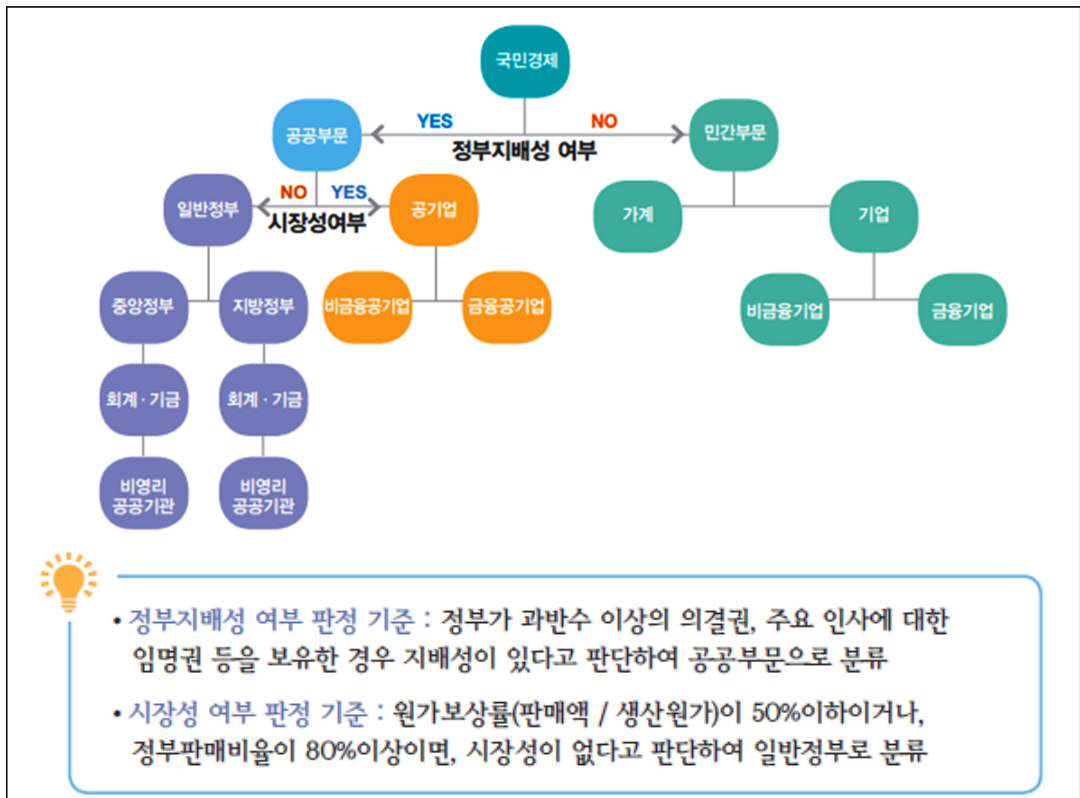 국민경제
공공부문
YES
NO
민간부문
정부지배성 여부
일반정부
NO
YES
공기업
시장성여부
가계
기업
중앙정부
지방정부
비금융공기업
금융공기업
비금융기업
금융기업
회계·기금
회계·기금
비영리
공공기관
비영리
공공기관
• 정부지배성 여부 판정 기준 : 정부가 과반수 이상의 의결권, 주요 인사에 대한
임명권 등을 보유한 경우 지배성이 있다고 판단하여 공공부문으로 분류
• 시장성 여부 판정 기준 : 원가보상률(판매액 / 생산원가)이 50%이하이거나,
정부판매비율이 80%이상이면, 시장성이 없다고 판단하여 일반정부로 분류